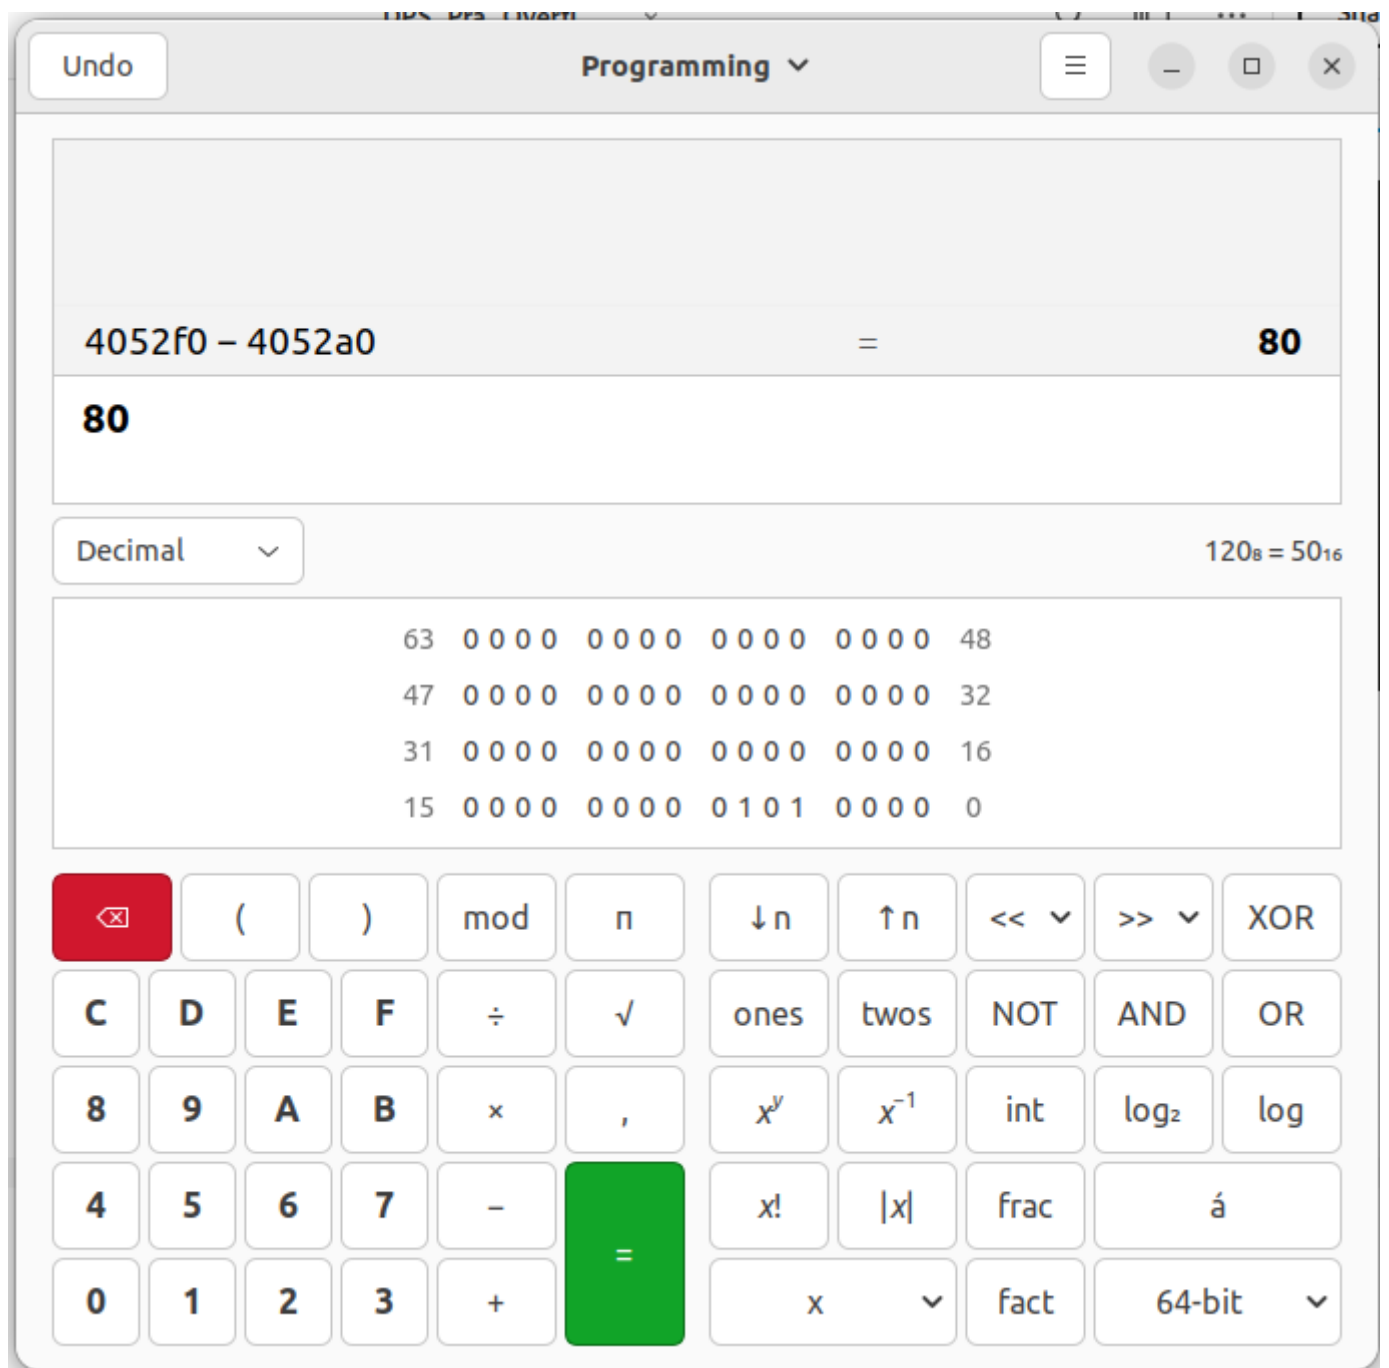 Undo Programming
4052f0 − 4052a0 = 80
80
Decimal 120₈ = 50₁₆
63 0000 0000 0000 0000 48
47 0000 0000 0000 0000 32
31 0000 0000 0000 0000 16
15 0000 0000 0101 0000 0
( ) mod π ↓n ↑n << >> XOR
C D E F ÷ √ ones twos NOT AND OR
8 9 A B × , xʸ x⁻¹ int log₂ log
4 5 6 7 − = x! |x| frac á
0 1 2 3 + x fact 64-bit